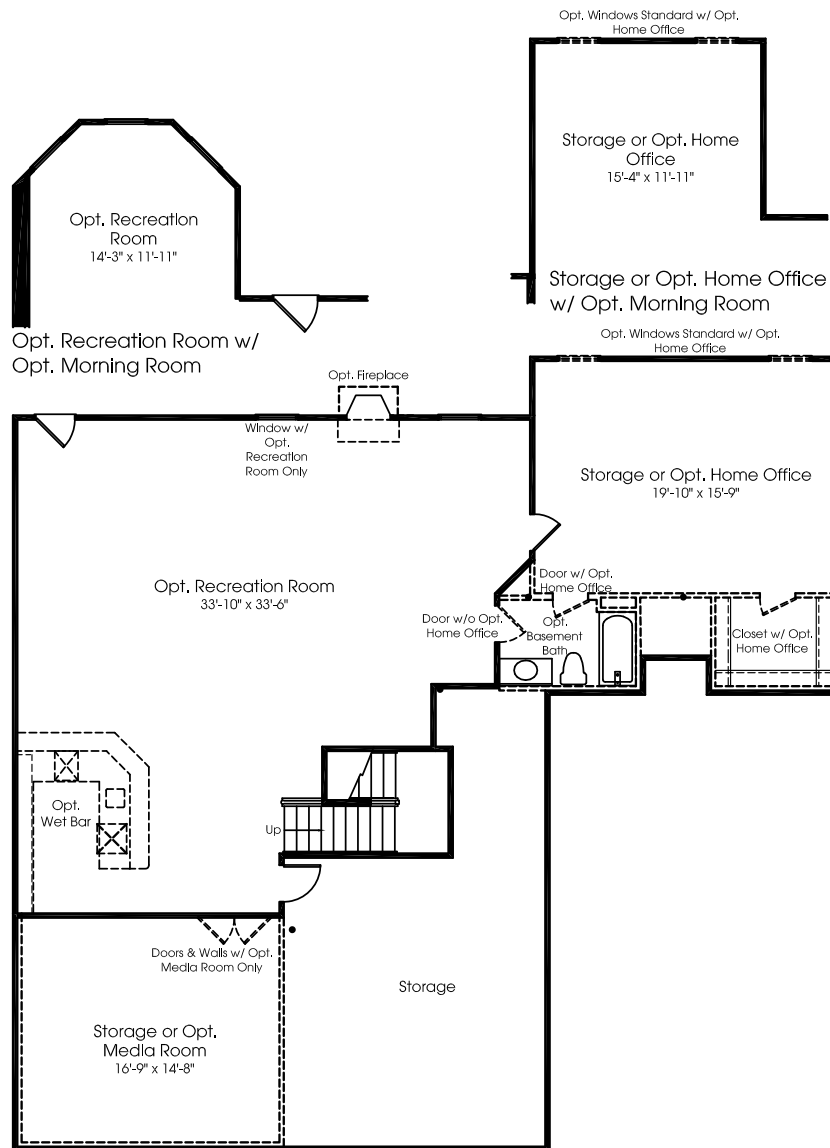 Opt. Windows Standard w/ Opt.
Home Office
Storage or Opt. Home
Office
15'-4" x 11'-11"
Opt. Recreation
Room
14'-3" x 11'-11"
Storage or Opt. Home Office
w/ Opt. Morning Room
Opt. Recreation Room w/
Opt. Morning Room
Opt. Windows Standard w/ Opt.
Home Office
Opt. Fireplace
Window w/
Opt.
Recreation
Room Only
Storage or Opt. Home Office
19'-10" x 15'-9"
Opt. Recreation Room
33'-10" x 33'-6"
Door w/ Opt.
Home Office
Door w/o Opt.
Home Office
Opt.
Basement
Bath
Closet w/ Opt.
Home Office
Opt.
Wet Bar
Up
Doors & Walls w/ Opt.
Media Room Only
Storage
Storage or Opt.
Media Room
16'-9" x 14'-8"